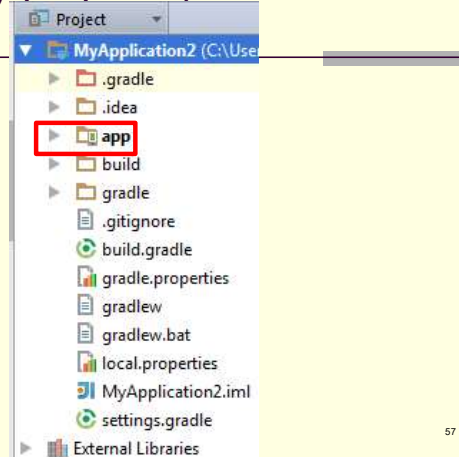 Project
MyApplication2 (C:\Use
.gradle
.idea
app
build
gradle
.gitignore
build.gradle
gradle.properties
gradlew
gradlew.bat
local.properties
MyApplication2.iml
settings.gradle
57
External Libraries